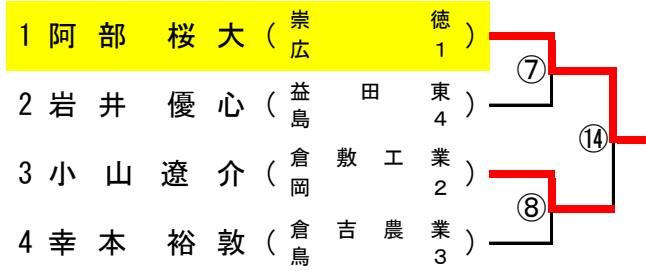 1 阿部 桜大 (崇徳 広1)
⑦
2 岩井 優心 (益田東 島4)
⑭
3 小山 遼介 (倉敷工業 岡2)
⑧
4 幸本 裕敦 (倉吉農業 鳥3)